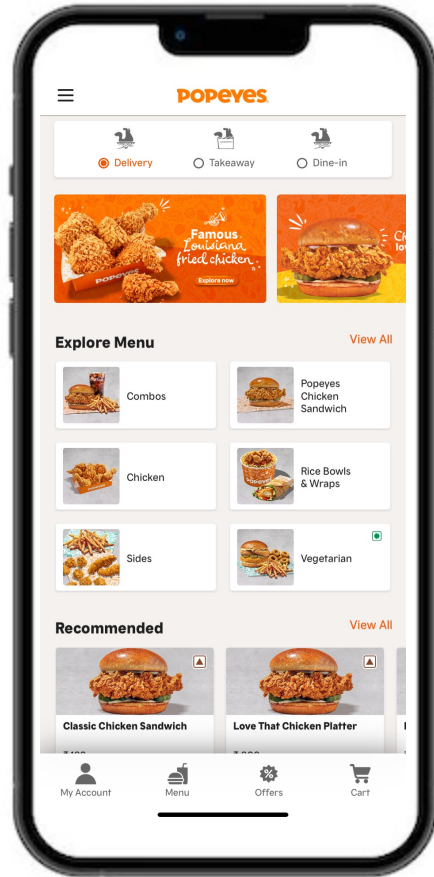 POPEYES
Delivery
Takeaway
Dine-in
POPEYES
Famous
Louisiana
fried chicken
Explore now
Explore Menu
View All
Combos
Popeyes
Chicken
Sandwich
Chicken
Rice Bowls
& Wraps
Sides
Vegetarian
Recommended
View All
Classic Chicken Sandwich
Love That Chicken Platter
My Account
Menu
Offers
Cart